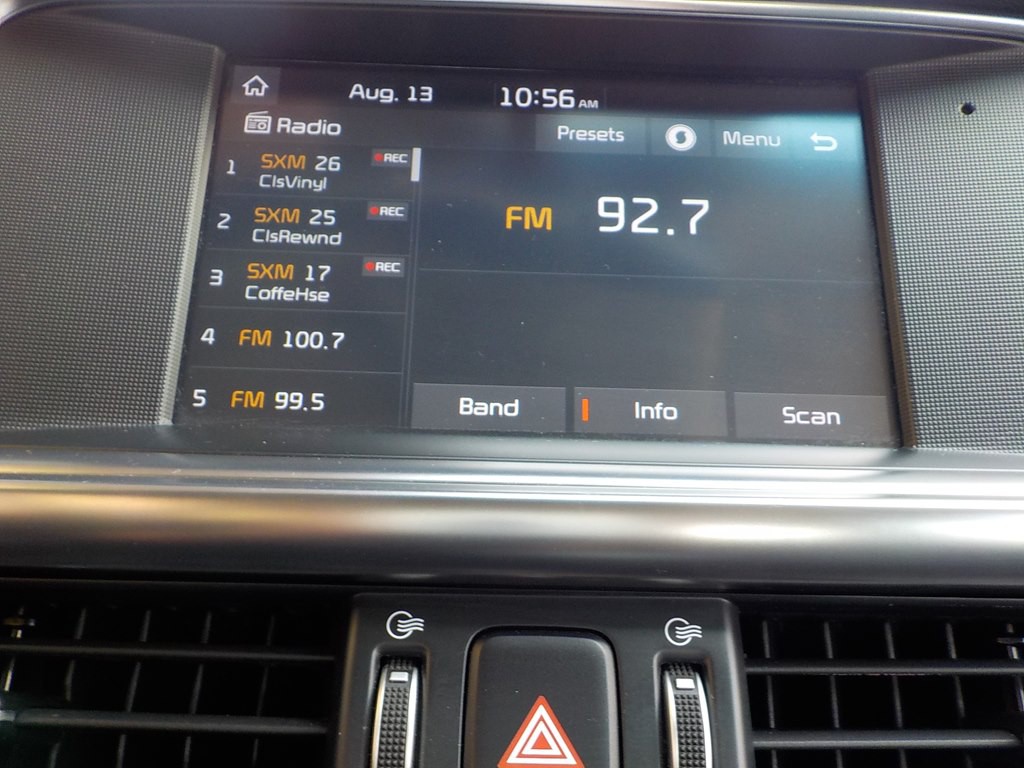 Aug. 13 10:56 AM
Radio Presets Menu
1 SXM 26 REC
ClsVinyl
2 SXM 25 REC
ClsRewnd
3 SXM 17 REC
CoffeHse
4 FM 100.7
5 FM 99.5
FM 92.7
Band Info Scan